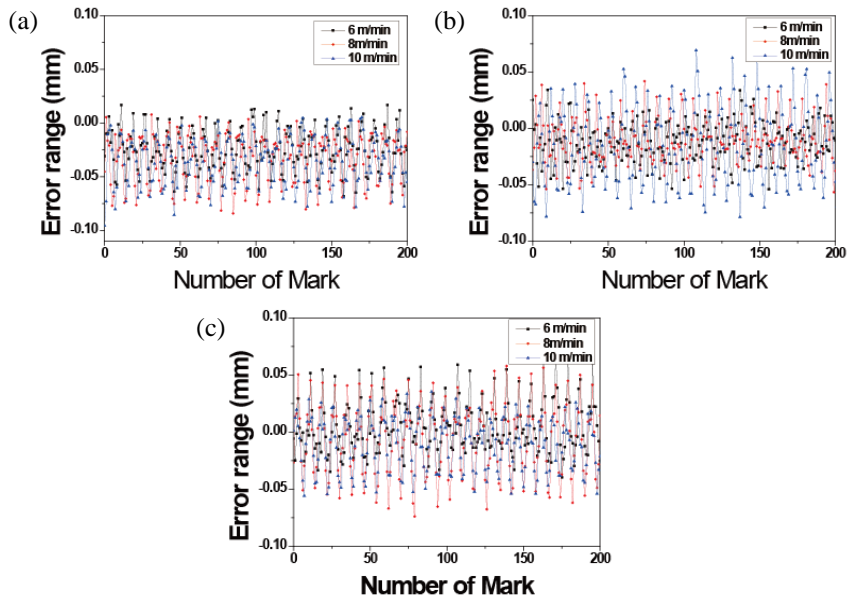 (a)
Error range (mm)
0.10
0.05
0.00
-0.05
-0.10
6 m/min
8m/min
10 m/min
0
50
100
150
200
Number of Mark
(b)
Error range (mm)
0.10
0.05
0.00
-0.05
-0.10
6 m/min
8m/min
10 m/min
0
50
100
150
200
Number of Mark
(c)
Error range (mm)
0.10
0.05
0.00
-0.05
-0.10
6 m/min
8m/min
10 m/min
0
50
100
150
200
Number of Mark